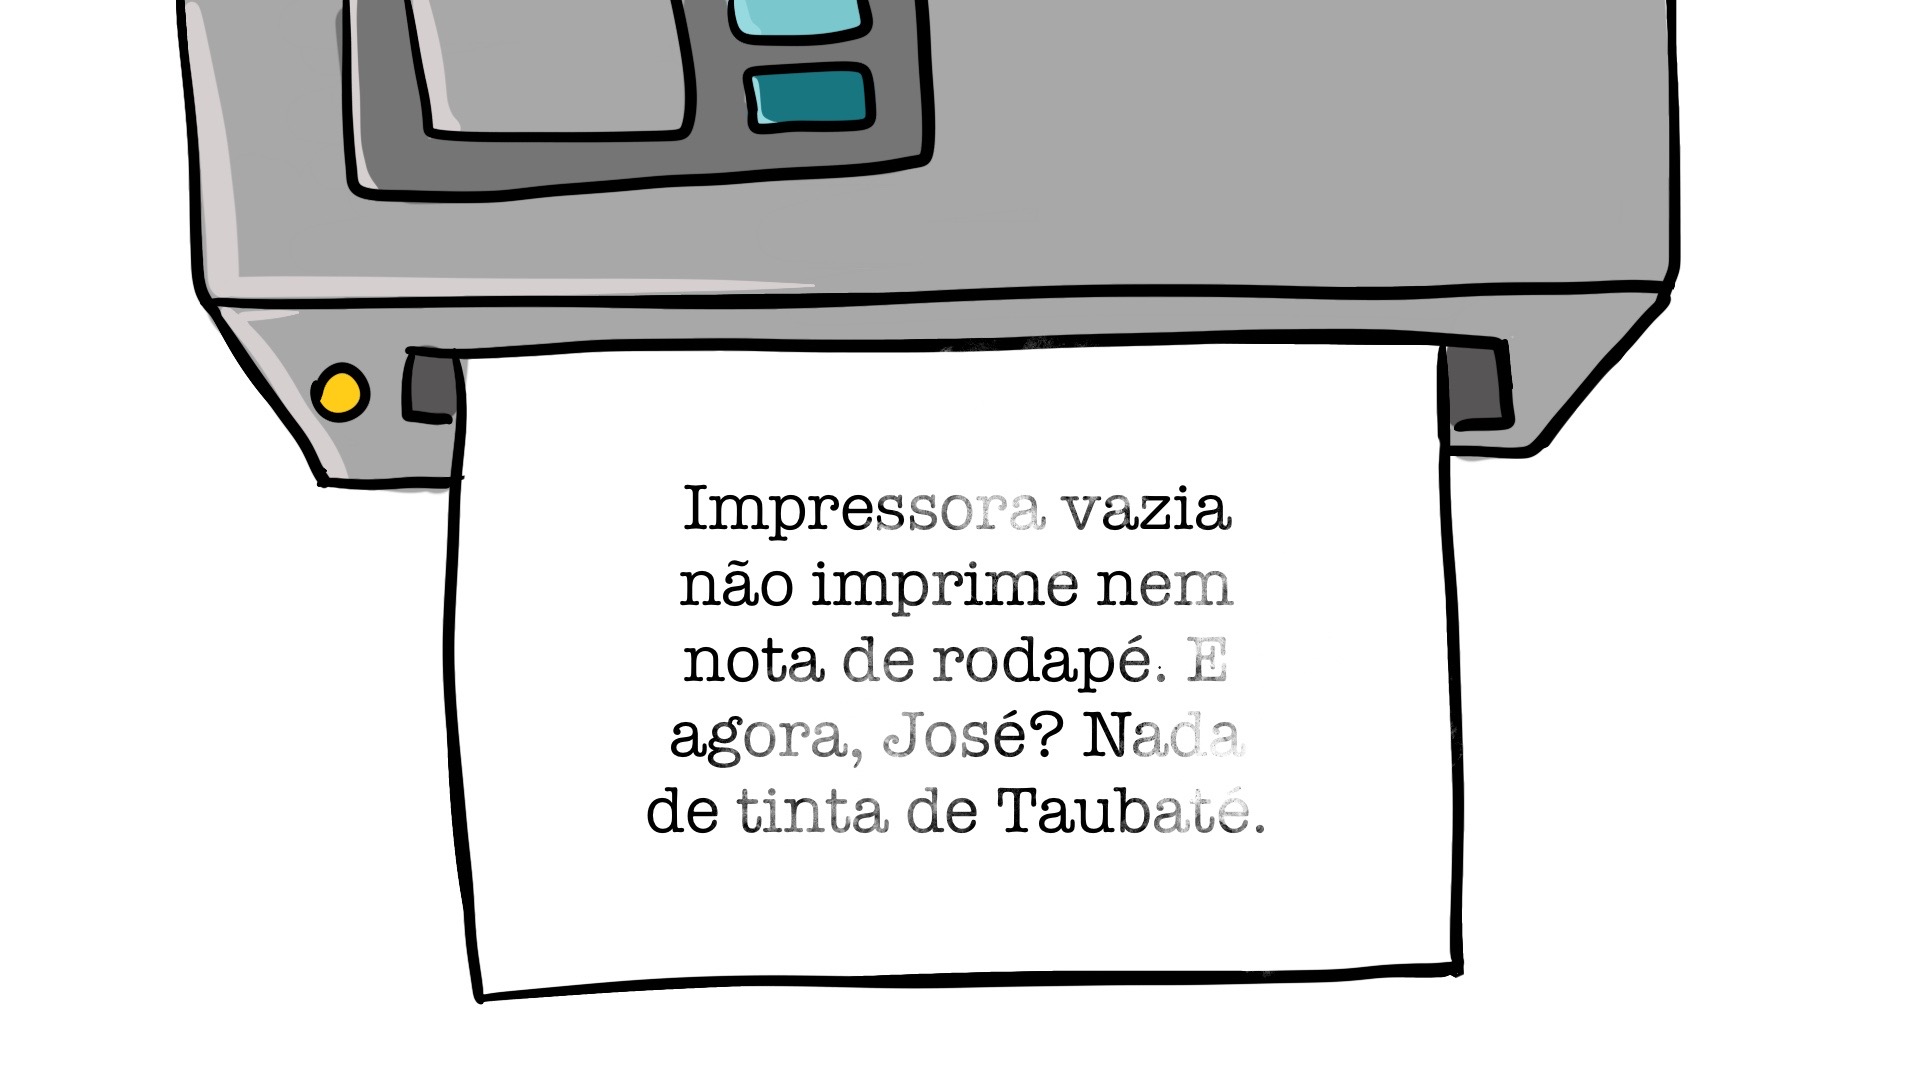 Impressora vazia
não imprime nem
nota de rodapé. E
agora, José? Nada
de tinta de Taubaté.